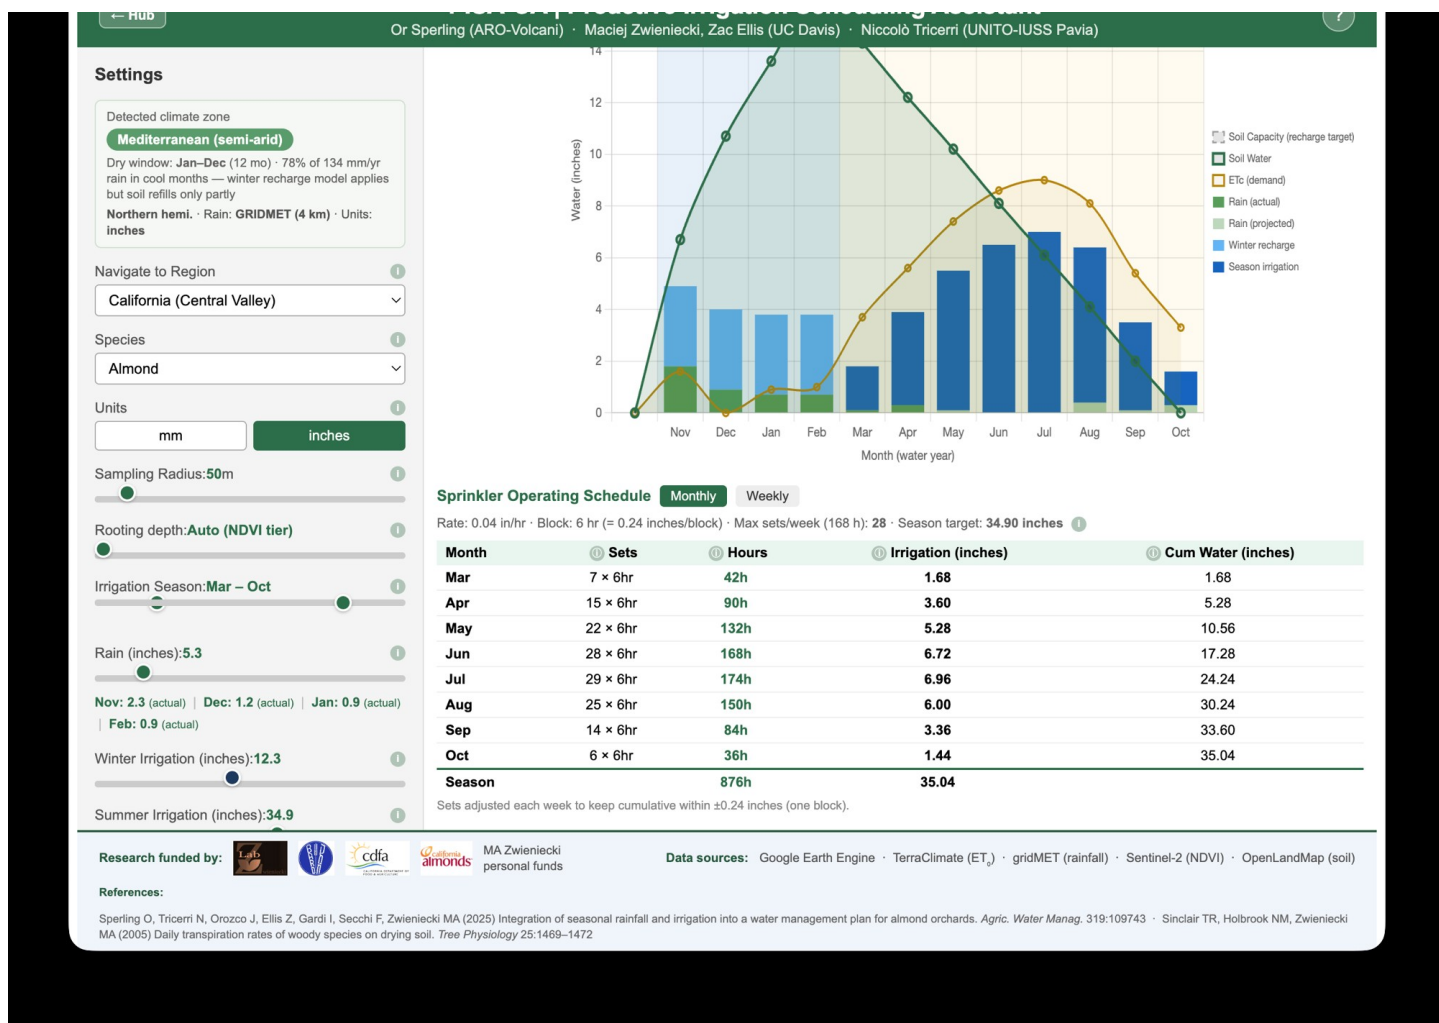 ← Hub
?
Or Sperling (ARO-Volcani) · Maciej Zwieniecki, Zac Ellis (UC Davis) · Niccolò Tricerri (UNITO-IUSS Pavia)
Settings
Detected climate zone
Mediterranean (semi-arid)
Dry window: Jan–Dec (12 mo) · 78% of 134 mm/yr
rain in cool months — winter recharge model applies
but soil refills only partly
Northern hemi. · Rain: GRIDMET (4 km) · Units:
inches
Navigate to Region
California (Central Valley)
Species
Almond
Units
mm
inches
Sampling Radius:50m
Rooting depth:Auto (NDVI tier)
Irrigation Season:Mar – Oct
Rain (inches):5.3
Nov: 2.3 (actual) | Dec: 1.2 (actual) | Jan: 0.9 (actual)
| Feb: 0.9 (actual)
Winter Irrigation (inches):12.3
Summer Irrigation (inches):34.9
14
12
10
8
6
4
2
0
Water (inches)
Nov Dec Jan Feb Mar Apr May Jun Jul Aug Sep Oct
Month (water year)
Soil Capacity (recharge target)
Soil Water
ETc (demand)
Rain (actual)
Rain (projected)
Winter recharge
Season irrigation
Sprinkler Operating Schedule Monthly Weekly
Rate: 0.04 in/hr · Block: 6 hr (= 0.24 inches/block) · Max sets/week (168 h): 28 · Season target: 34.90 inches
Month Sets Hours Irrigation (inches) Cum Water (inches)
Mar 7 × 6hr 42h 1.68 1.68
Apr 15 × 6hr 90h 3.60 5.28
May 22 × 6hr 132h 5.28 10.56
Jun 28 × 6hr 168h 6.72 17.28
Jul 29 × 6hr 174h 6.96 24.24
Aug 25 × 6hr 150h 6.00 30.24
Sep 14 × 6hr 84h 3.36 33.60
Oct 6 × 6hr 36h 1.44 35.04
Season 876h 35.04
Sets adjusted each week to keep cumulative within ±0.24 inches (one block).
Research funded by:
Lab
cdfa
california
almonds
MA Zwieniecki
personal funds
Data sources: Google Earth Engine · TerraClimate (ET₀) · gridMET (rainfall) · Sentinel-2 (NDVI) · OpenLandMap (soil)
References:
Sperling O, Tricerri N, Orozco J, Ellis Z, Gardi I, Secchi F, Zwieniecki MA (2025) Integration of seasonal rainfall and irrigation into a water management plan for almond orchards. Agric. Water Manag. 319:109743 · Sinclair TR, Holbrook NM, Zwieniecki
MA (2005) Daily transpiration rates of woody species on drying soil. Tree Physiology 25:1469–1472